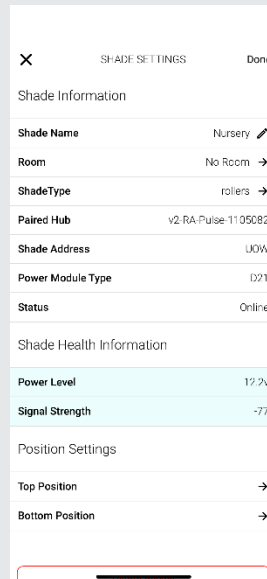 SHADE SETTINGS Done
Shade Information
Shade Name Nursery
Room No Room
ShadeType rollers
Paired Hub v2-RA-Pulse-1105082
Shade Address UOW
Power Module Type D21
Status Online
Shade Health Information
Power Level 12.2v
Signal Strength -77
Position Settings
Top Position
Bottom Position